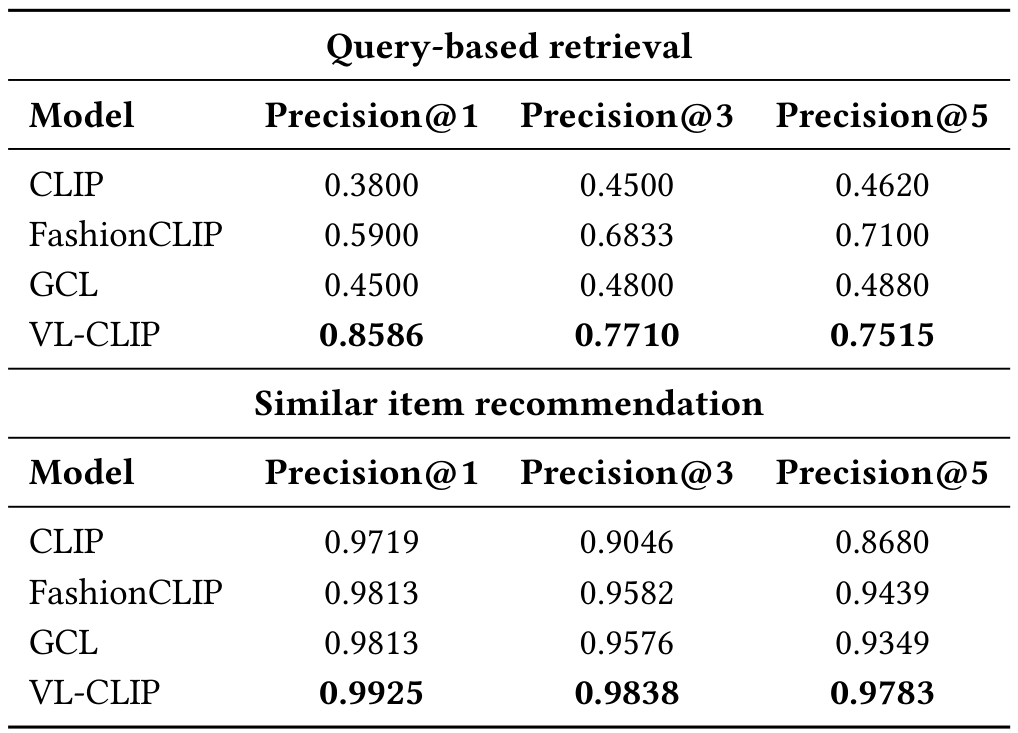 Query-based retrieval
Model Precision@1 Precision@3 Precision@5
CLIP 0.3800 0.4500 0.4620
FashionCLIP 0.5900 0.6833 0.7100
GCL 0.4500 0.4800 0.4880
VL-CLIP 0.8586 0.7710 0.7515
Similar item recommendation
Model Precision@1 Precision@3 Precision@5
CLIP 0.9719 0.9046 0.8680
FashionCLIP 0.9813 0.9582 0.9439
GCL 0.9813 0.9576 0.9349
VL-CLIP 0.9925 0.9838 0.9783